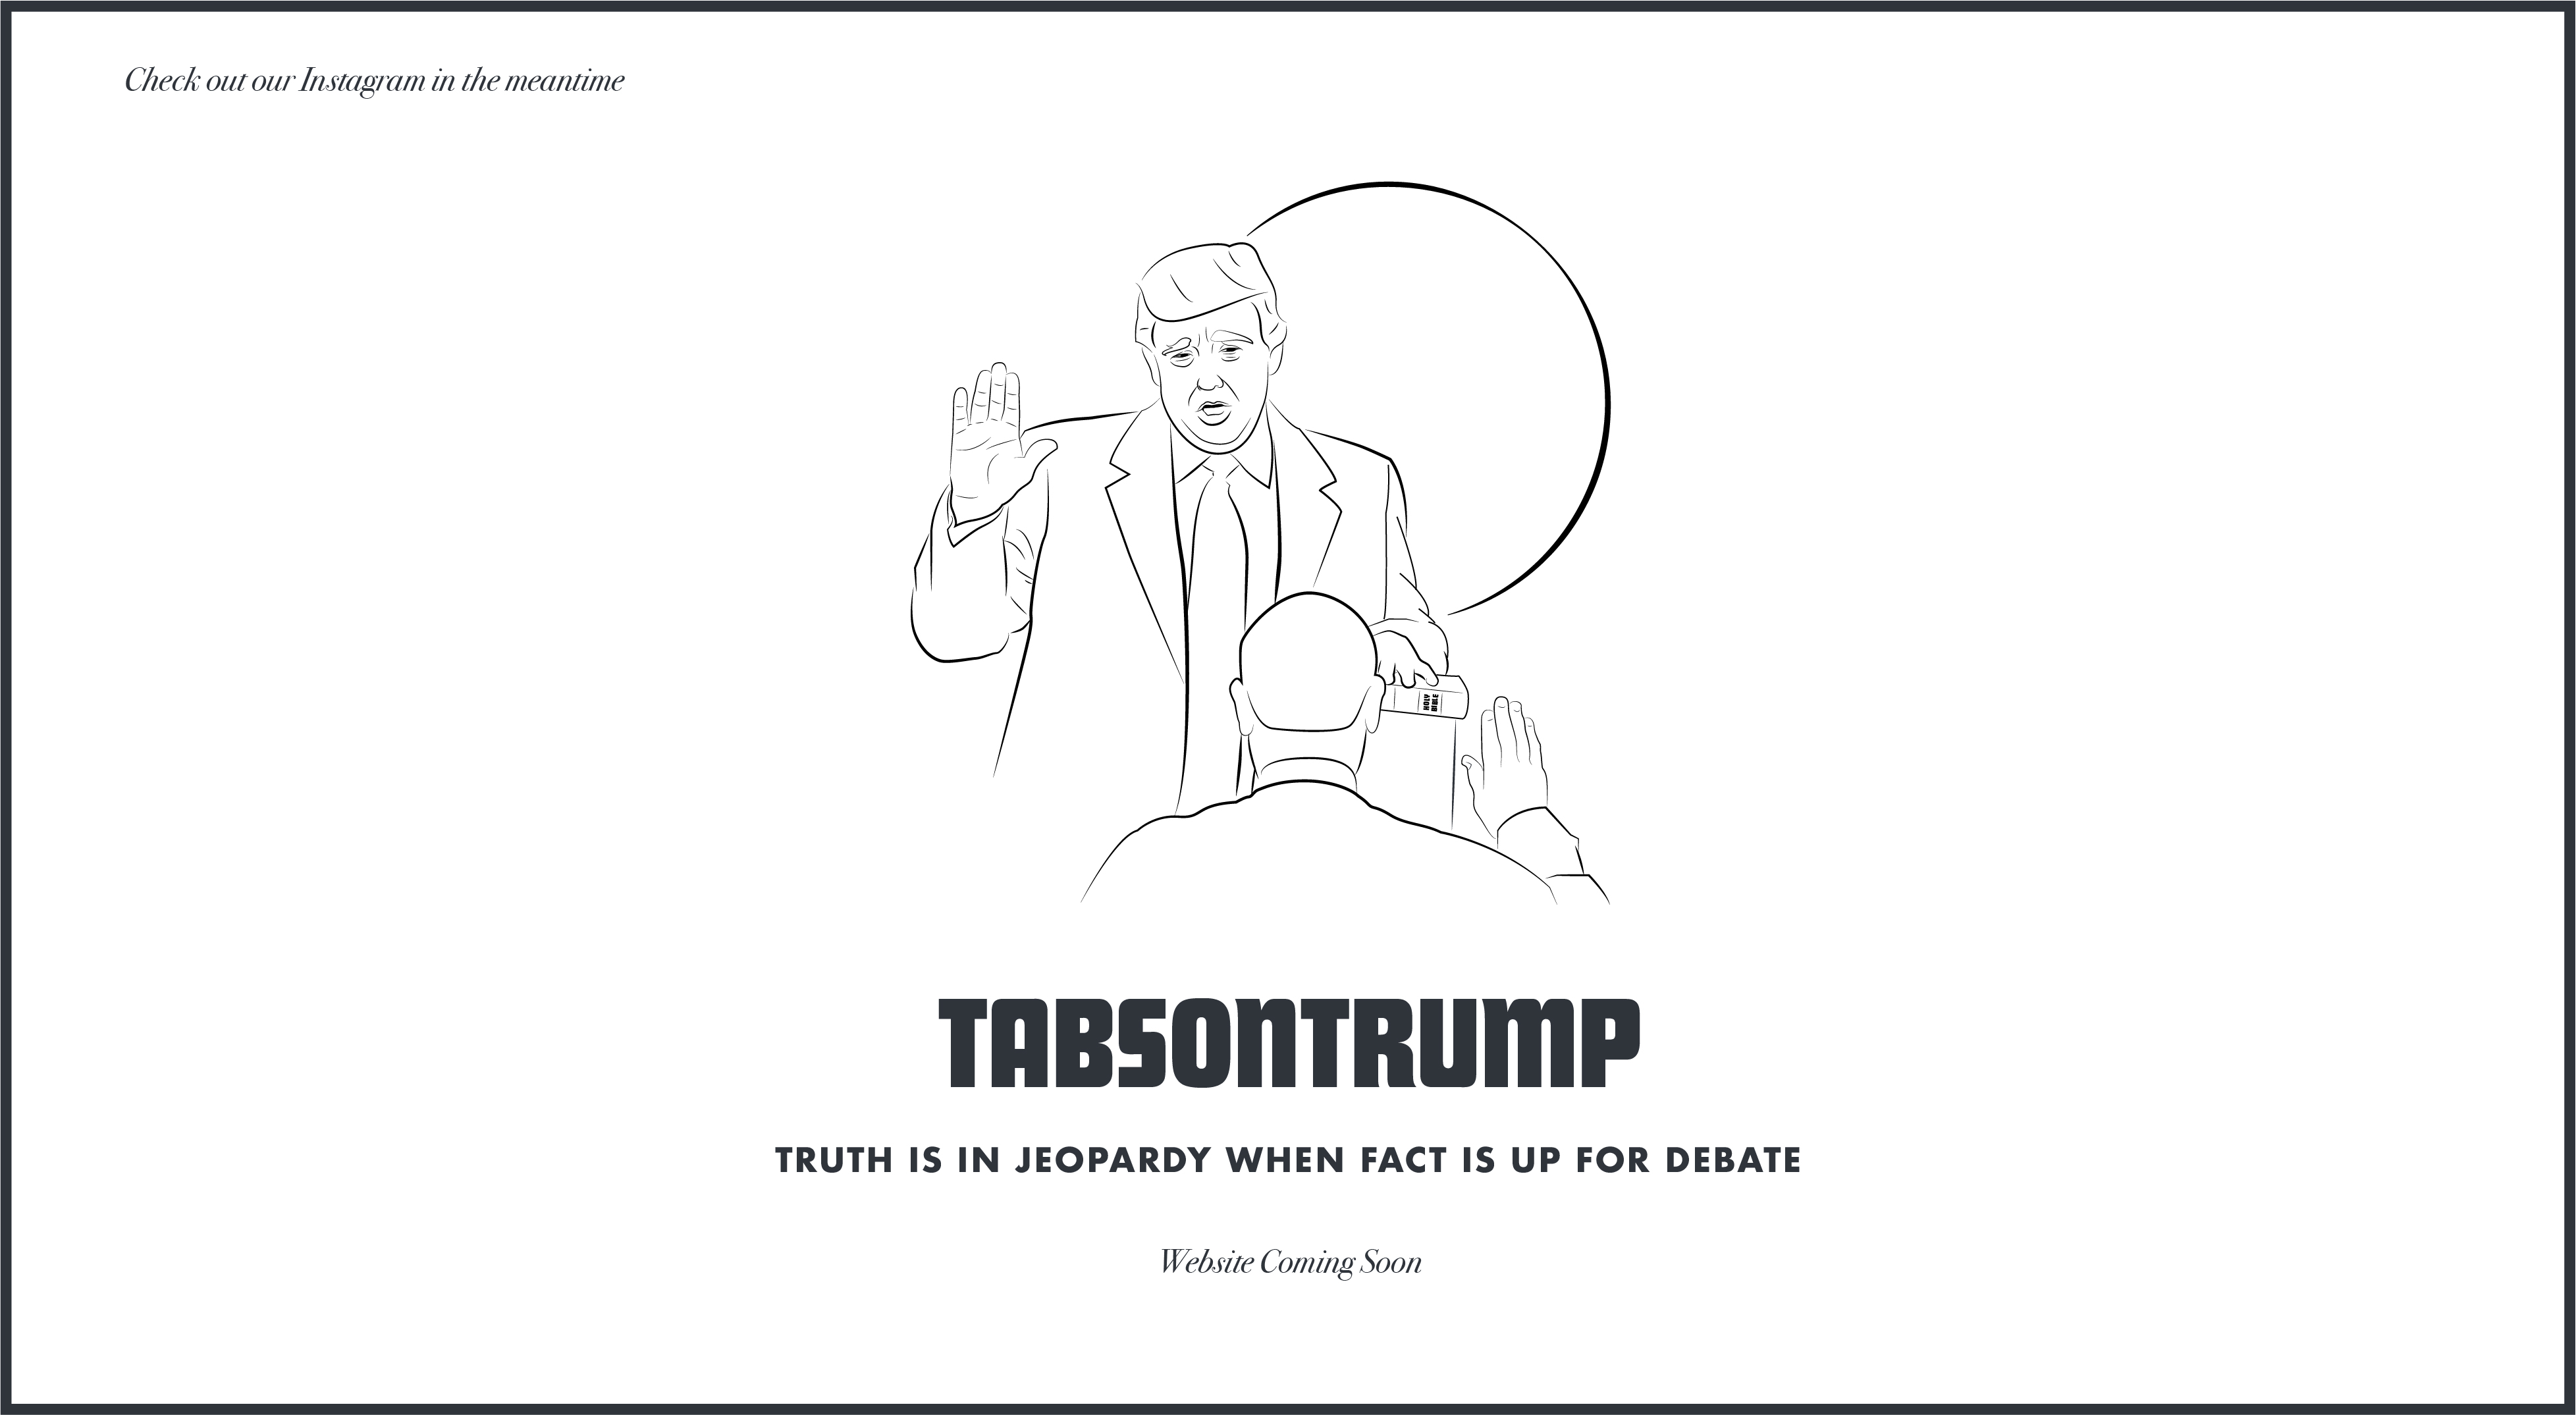 Check out our Instagram in the meantime
HOLY
BIBLE
TABSONTRUMP
TRUTH IS IN JEOPARDY WHEN FACT IS UP FOR DEBATE
Website Coming Soon